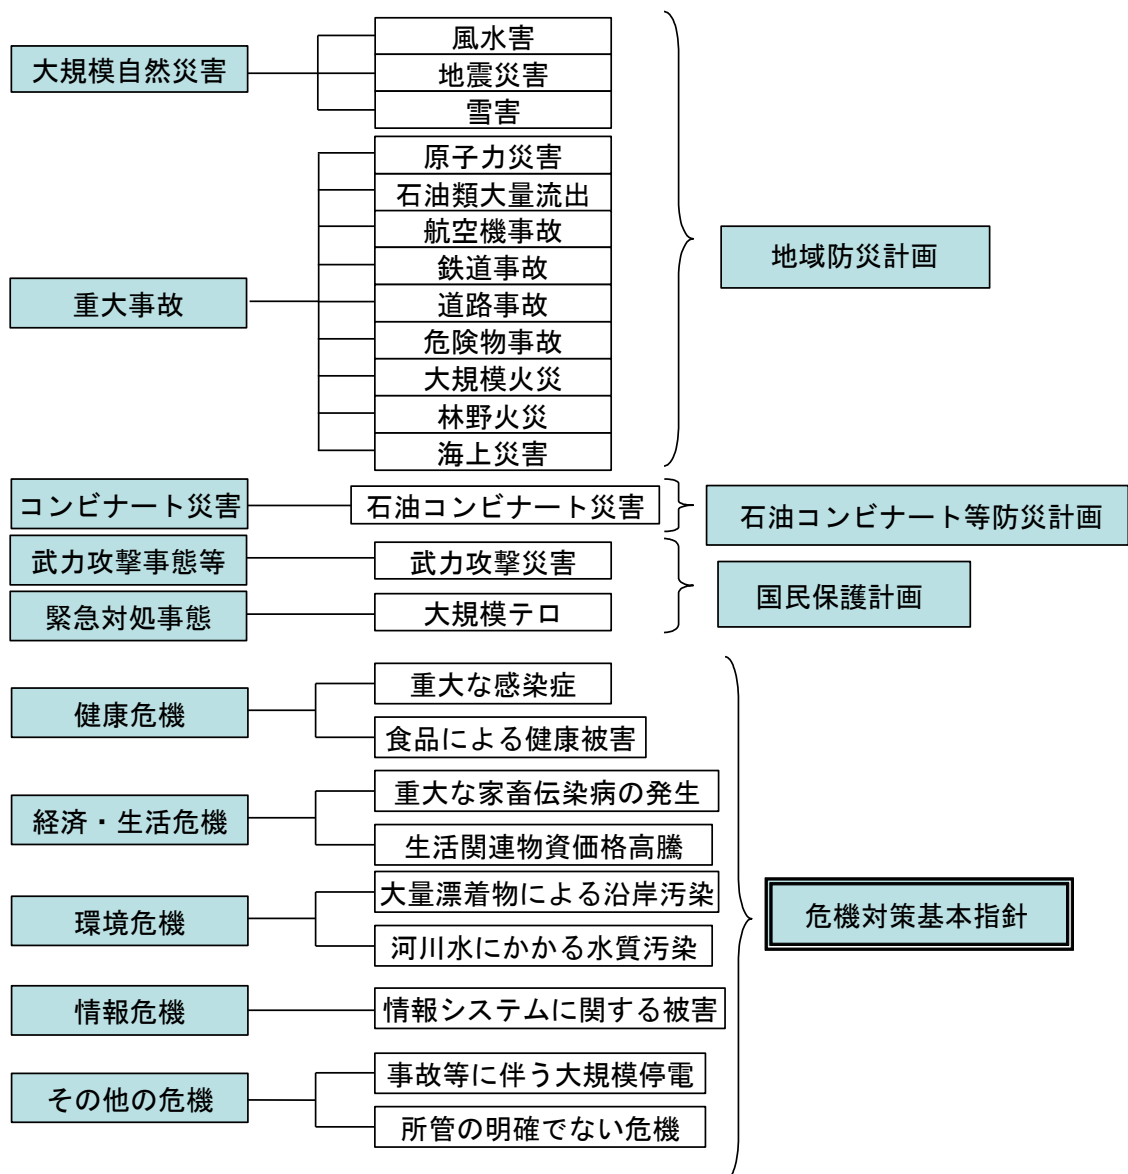 大規模自然災害
風水害
地震災害
雪害
重大事故
原子力災害
石油類大量流出
航空機事故
鉄道事故
道路事故
危険物事故
大規模火災
林野火災
海上災害
地域防災計画
コンビナート災害
石油コンビナート災害
石油コンビナート等防災計画
武力攻撃事態等
武力攻撃災害
緊急対処事態
大規模テロ
国民保護計画
健康危機
重大な感染症
食品による健康被害
経済・生活危機
重大な家畜伝染病の発生
生活関連物資価格高騰
環境危機
大量漂着物による沿岸汚染
河川水にかかる水質汚染
情報危機
情報システムに関する被害
その他の危機
事故等に伴う大規模停電
所管の明確でない危機
危機対策基本指針